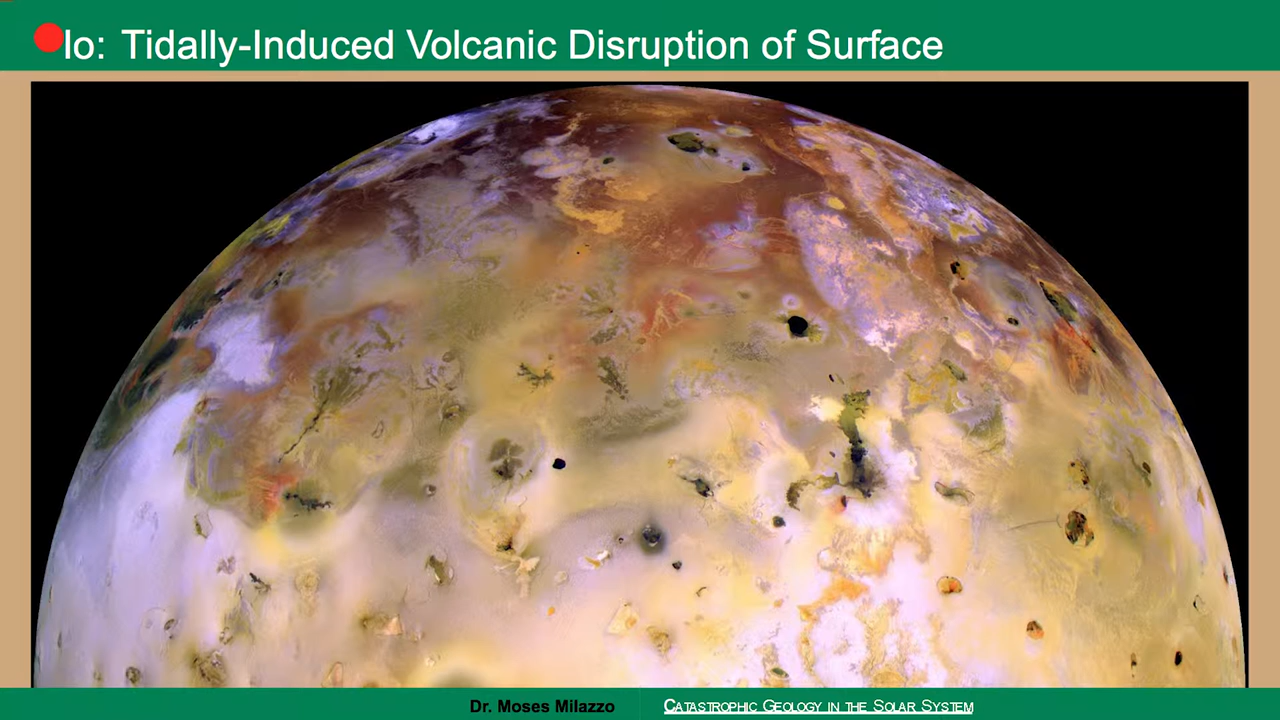 Io: Tidally-Induced Volcanic Disruption of Surface
Dr. Moses Milazzo
CATASTROPHIC GEOLOGY IN THE SOLAR SYSTEM